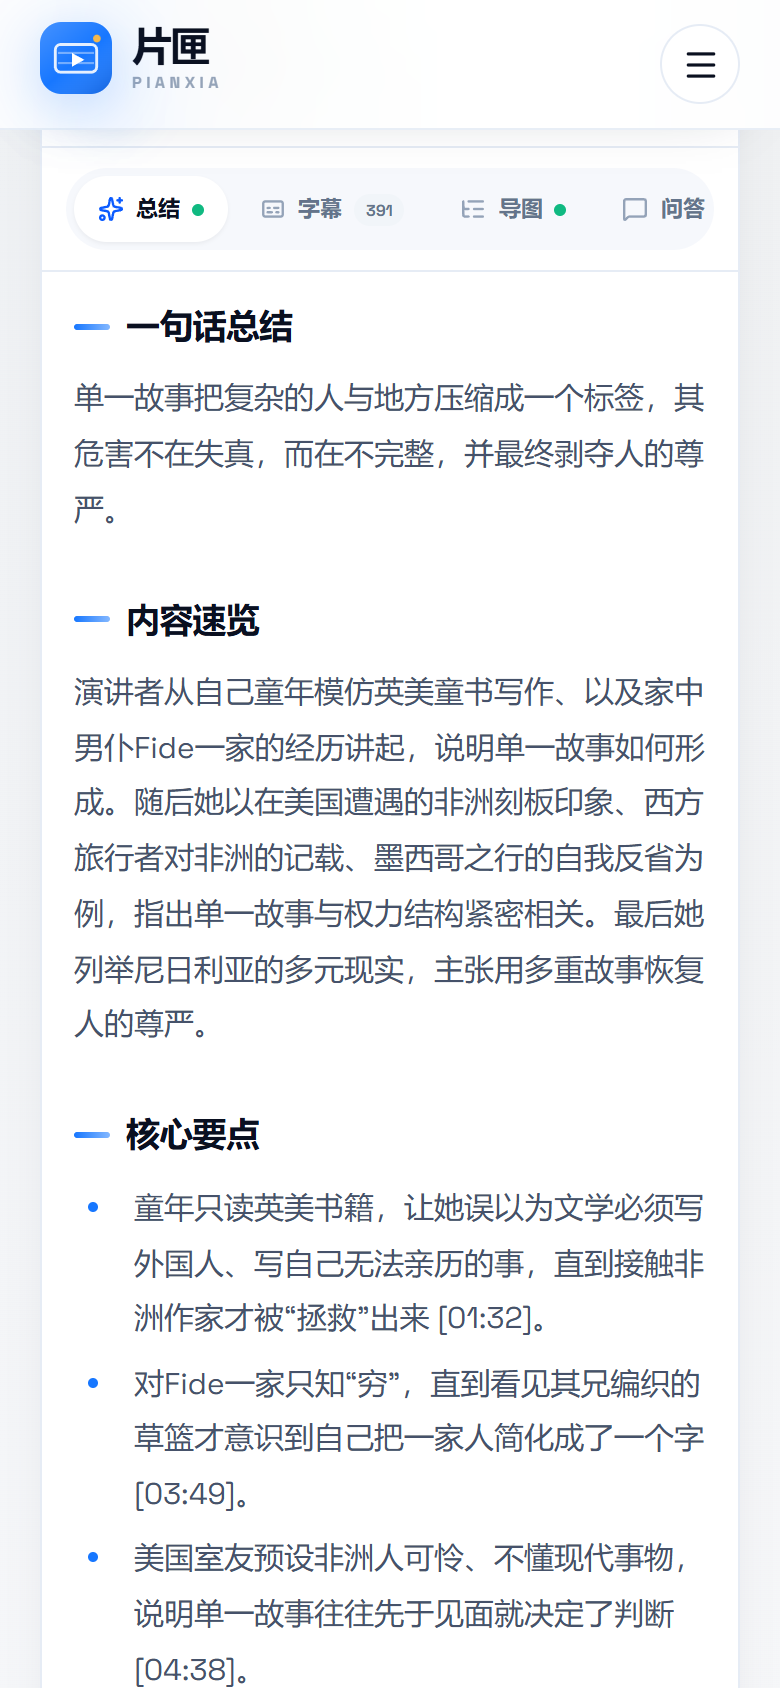 片匣
PIANXIA
总结 字幕 391 导图 问答
一句话总结
单一故事把复杂的人与地方压缩成一个标签，其
危害不在失真，而在不完整，并最终剥夺人的尊
严。
内容速览
演讲者从自己童年模仿英美童书写作、以及家中
男仆Fide一家的经历讲起，说明单一故事如何形
成。随后她以在美国遭遇的非洲刻板印象、西方
旅行者对非洲的记载、墨西哥之行的自我反省为
例，指出单一故事与权力结构紧密相关。最后她
列举尼日利亚的多元现实，主张用多重故事恢复
人的尊严。
核心要点
童年只读英美书籍，让她误以为文学必须写
外国人、写自己无法亲历的事，直到接触非
洲作家才被“拯救”出来 [01:32]。
对Fide一家只知“穷”，直到看见其兄编织的
草篮才意识到自己把一家人简化成了一个字
[03:49]。
美国室友预设非洲人可怜、不懂现代事物，
说明单一故事往往先于见面就决定了判断
[04:38]。